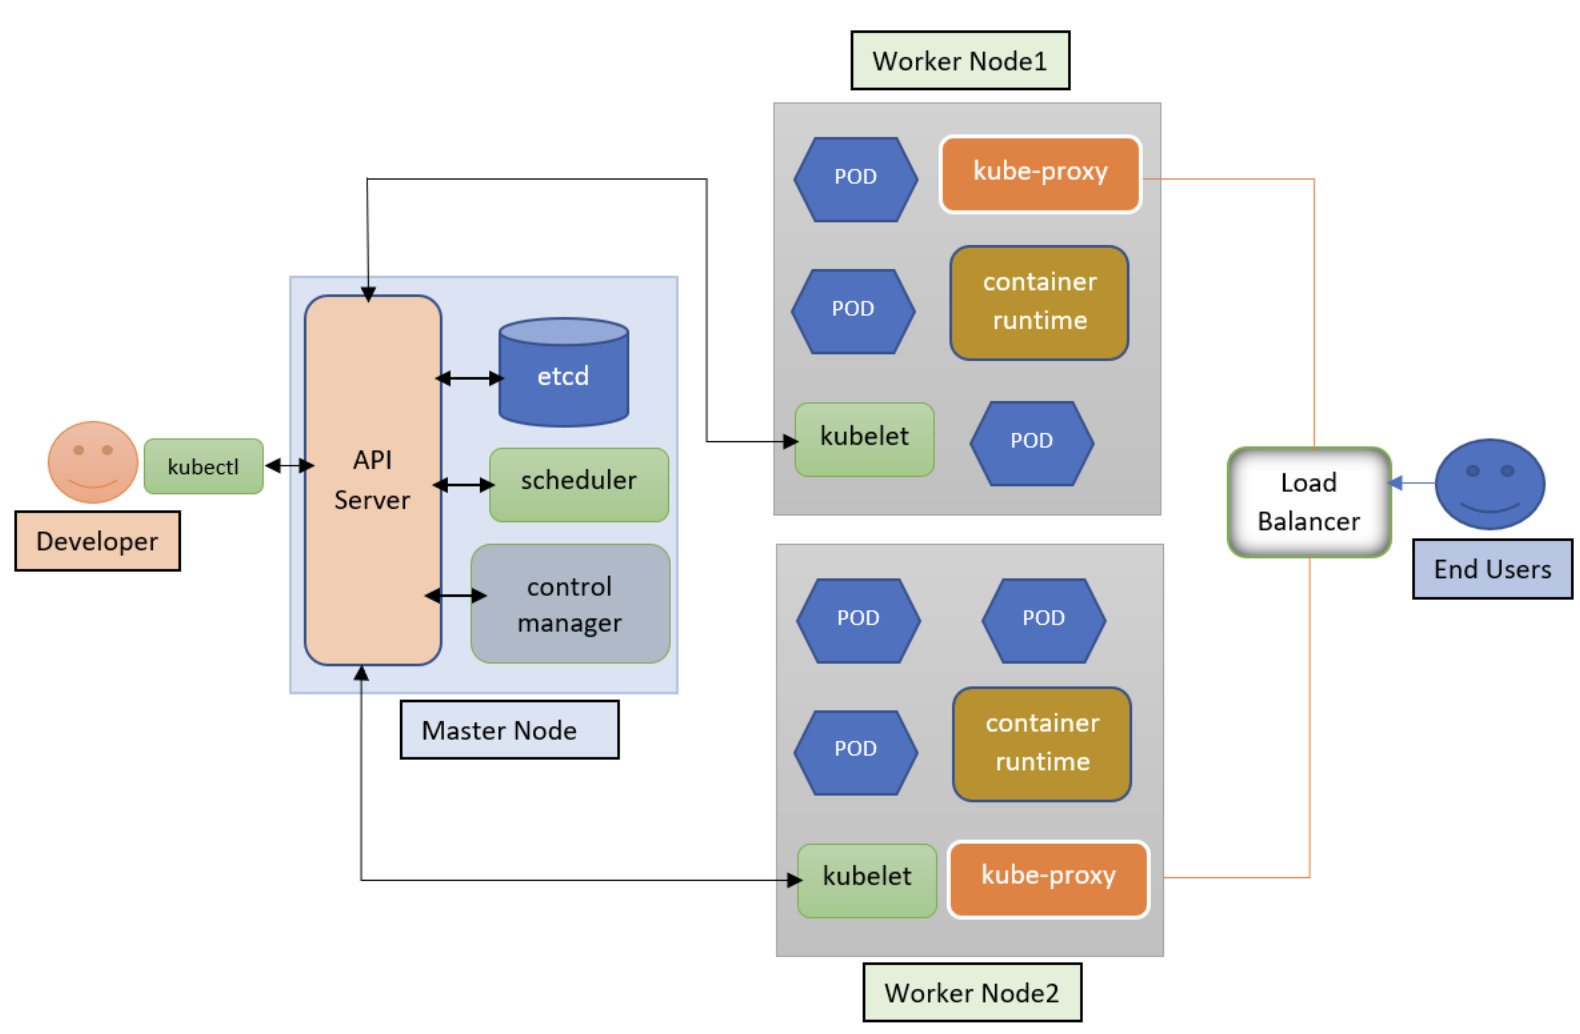 Worker Node1
POD
kube-proxy
POD
container
runtime
kubelet
POD
etcd
API
Server
scheduler
control
manager
kubectl
Developer
Master Node
Load
Balancer
End Users
POD
POD
POD
container
runtime
kubelet
kube-proxy
Worker Node2